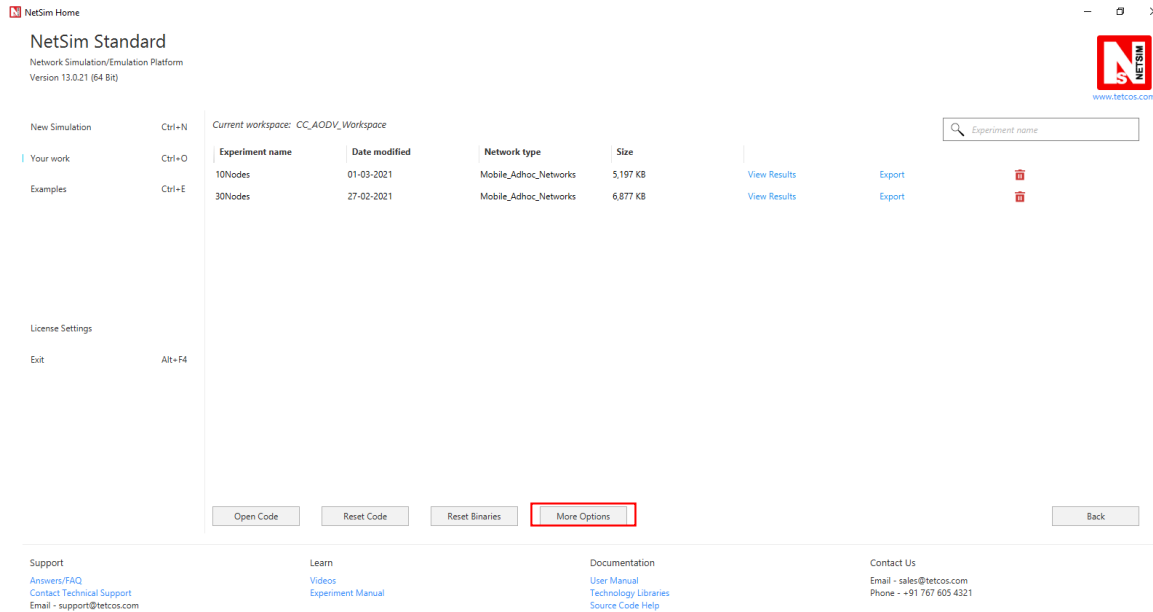 NetSim Home
NetSim Standard
Network Simulation/Emulation Platform
Version 13.0.21 (64 Bit)
NS
NETSIM
www.tetcos.com
New Simulation Ctrl+N
Your work Ctrl+O
Examples Ctrl+E
License Settings
Exit Alt+F4
Current workspace: CC_AODV_Workspace
Experiment name
Experiment name Date modified Network type Size
10Nodes 01-03-2021 Mobile_Adhoc_Networks 5,197 KB View Results Export
30Nodes 27-02-2021 Mobile_Adhoc_Networks 6,877 KB View Results Export
Open Code Reset Code Reset Binaries More Options Back
Support
Answers/FAQ
Contact Technical Support
Email - support@tetcos.com
Learn
Videos
Experiment Manual
Documentation
User Manual
Technology Libraries
Source Code Help
Contact Us
Email - sales@tetcos.com
Phone - +91 767 605 4321